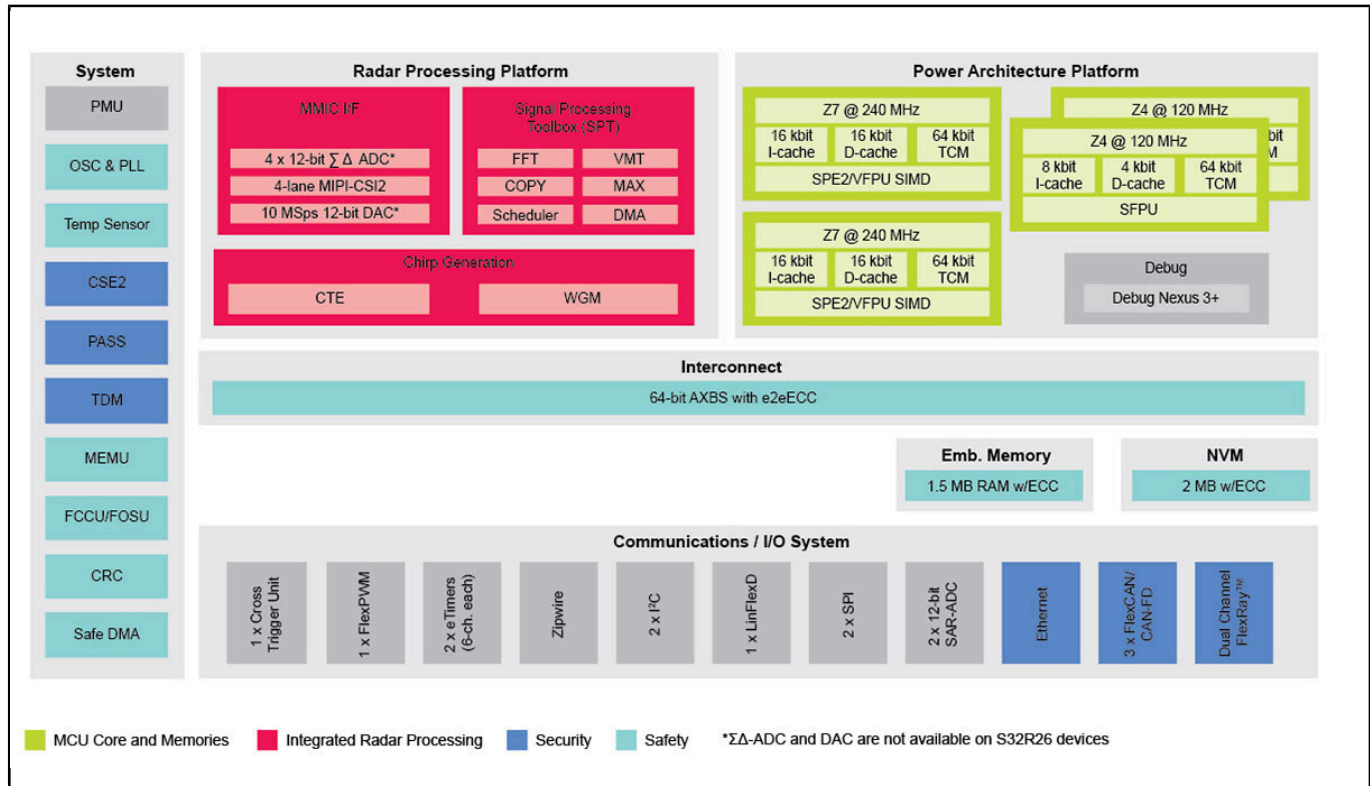 System
PMU
OSC & PLL
Temp Sensor
CSE2
PASS
TDM
MEMU
FCCU/FOSU
CRC
Safe DMA
Radar Processing Platform
MMIC I/F
4 x 12-bit ∑ Δ ADC*
4-lane MIPI-CSI2
10 MSps 12-bit DAC*
Signal Processing
Toolbox (SPT)
FFT
VMT
COPY
MAX
Scheduler
DMA
Chirp Generation
CTE
WGM
Power Architecture Platform
Z7 @ 240 MHz
16 kbit
I-cache
16 kbit
D-cache
64 kbit
TCM
SPE2/VFPU SIMD
Z7 @ 240 MHz
16 kbit
I-cache
16 kbit
D-cache
64 kbit
TCM
SPE2/VFPU SIMD
Z4 @ 120 MHz
Z4 @ 120 MHz
8 kbit
I-cache
4 kbit
D-cache
64 kbit
TCM
SFPU
Debug
Debug Nexus 3+
Interconnect
64-bit AXBS with e2eECC
Emb. Memory
1.5 MB RAM w/ECC
NVM
2 MB w/ECC
Communications / I/O System
1 x Cross
Trigger Unit
1 x FlexPWM
2 x eTimers
(6-ch. each)
Zipwire
2 x I²C
1 x LinFlexD
2 x SPI
2 x 12-bit
SAR-ADC
Ethernet
3 x FlexCAN/
CAN-FD
Dual Channel
FlexRay™
MCU Core and Memories
Integrated Radar Processing
Security
Safety
*ΣΔ-ADC and DAC are not available on S32R26 devices